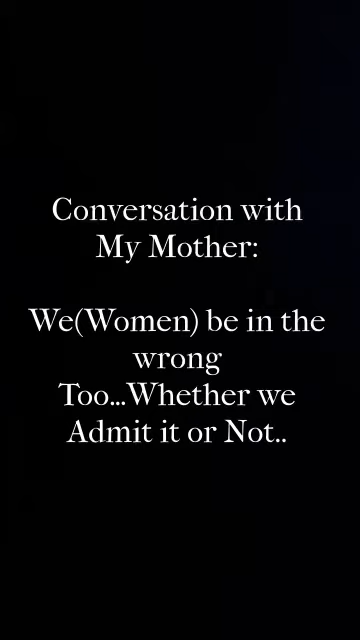 Conversation with
My Mother:
We(Women) be in the
wrong
Too...Whether we
Admit it or Not..